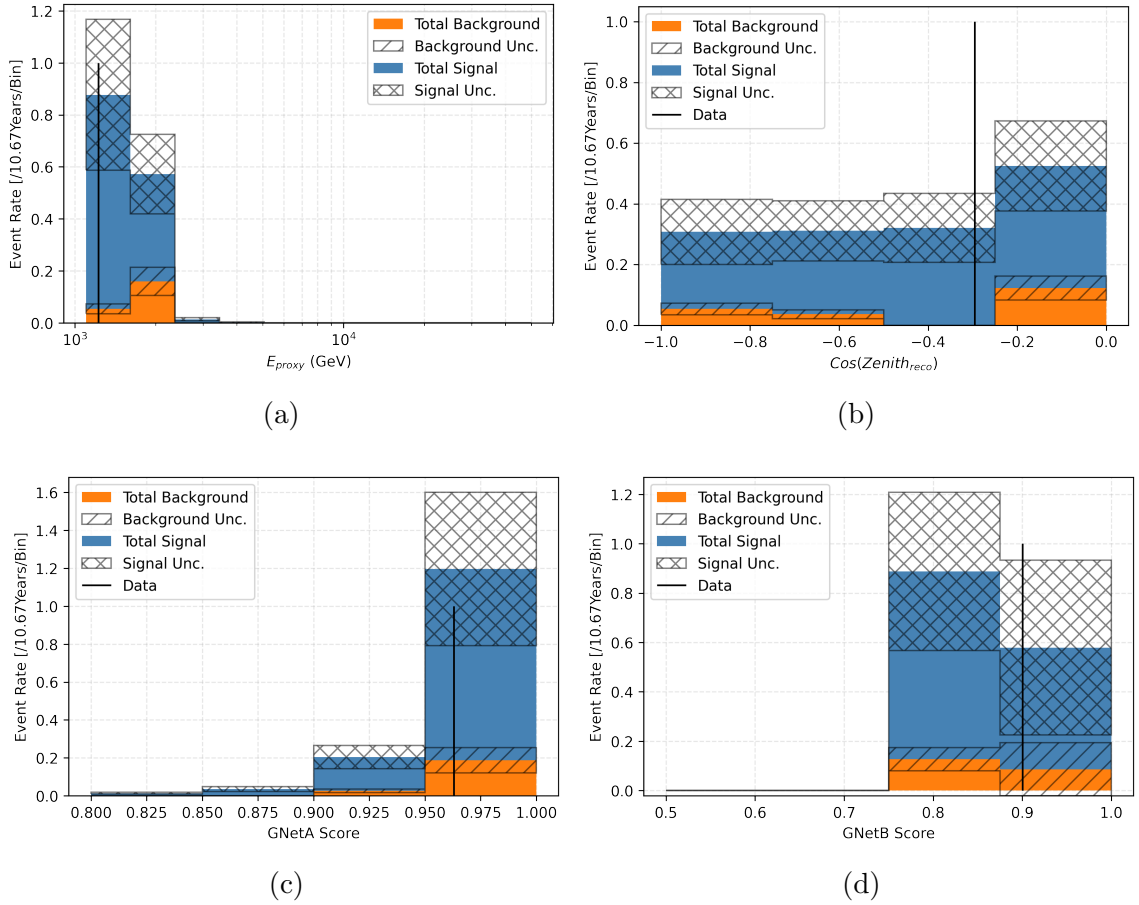 Event Rate [/10.67Years/Bin]
1.2
1.0
0.8
0.6
0.4
0.2
0.0
Total Background
Background Unc.
Total Signal
Signal Unc.
Data
10³
10⁴
E_proxy (GeV)
(a)
Event Rate [/10.67Years/Bin]
1.0
0.8
0.6
0.4
0.2
0.0
Total Background
Background Unc.
Total Signal
Signal Unc.
Data
−1.0 −0.8 −0.6 −0.4 −0.2 0.0
Cos(Zenith_reco)
(b)
Event Rate [/10.67Years/Bin]
1.6
1.4
1.2
1.0
0.8
0.6
0.4
0.2
0.0
Total Background
Background Unc.
Total Signal
Signal Unc.
Data
0.800 0.825 0.850 0.875 0.900 0.925 0.950 0.975 1.000
GNetA Score
(c)
Event Rate [/10.67Years/Bin]
1.2
1.0
0.8
0.6
0.4
0.2
0.0
Total Background
Background Unc.
Total Signal
Signal Unc.
Data
0.5 0.6 0.7 0.8 0.9 1.0
GNetB Score
(d)